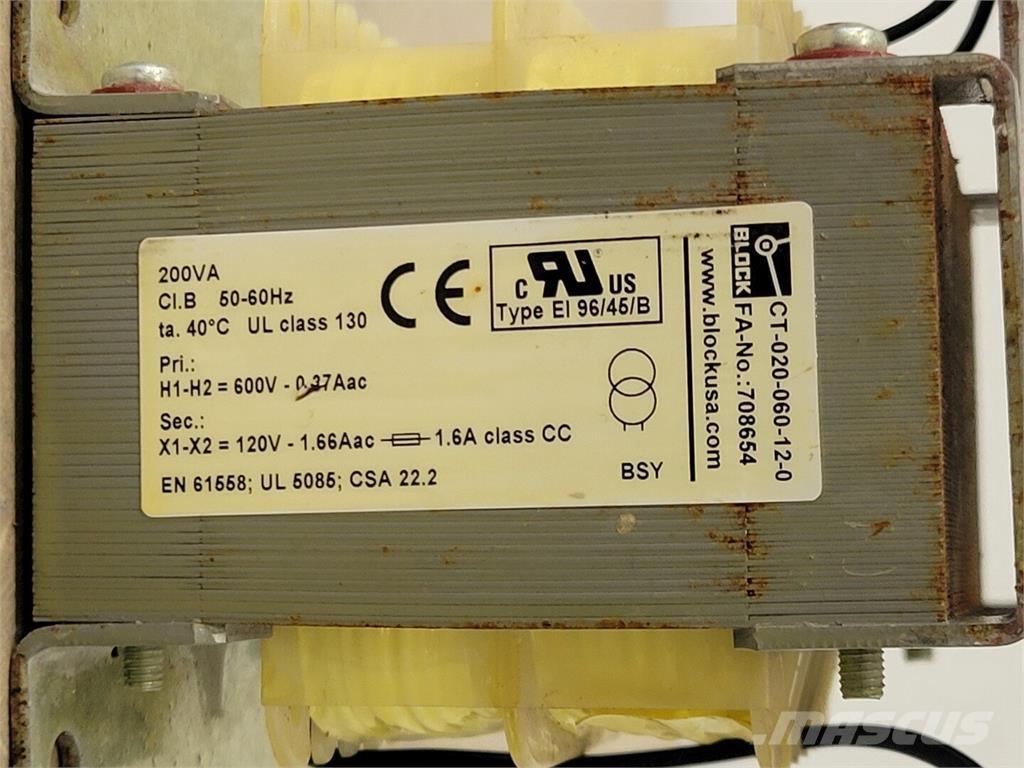 200VA
Cl.B 50-60Hz
ta. 40°C UL class 130
Pri.:
H1-H2 = 600V - 0.37Aac
Sec.:
X1-X2 = 120V - 1.66Aac 1.6A class CC
EN 61558; UL 5085; CSA 22.2
CE
C RU US
Type EI 96/45/B
BSY
BLOCK
CT-020-060-12-0
FA-No.:708654
www.blockusa.com
MASCUS